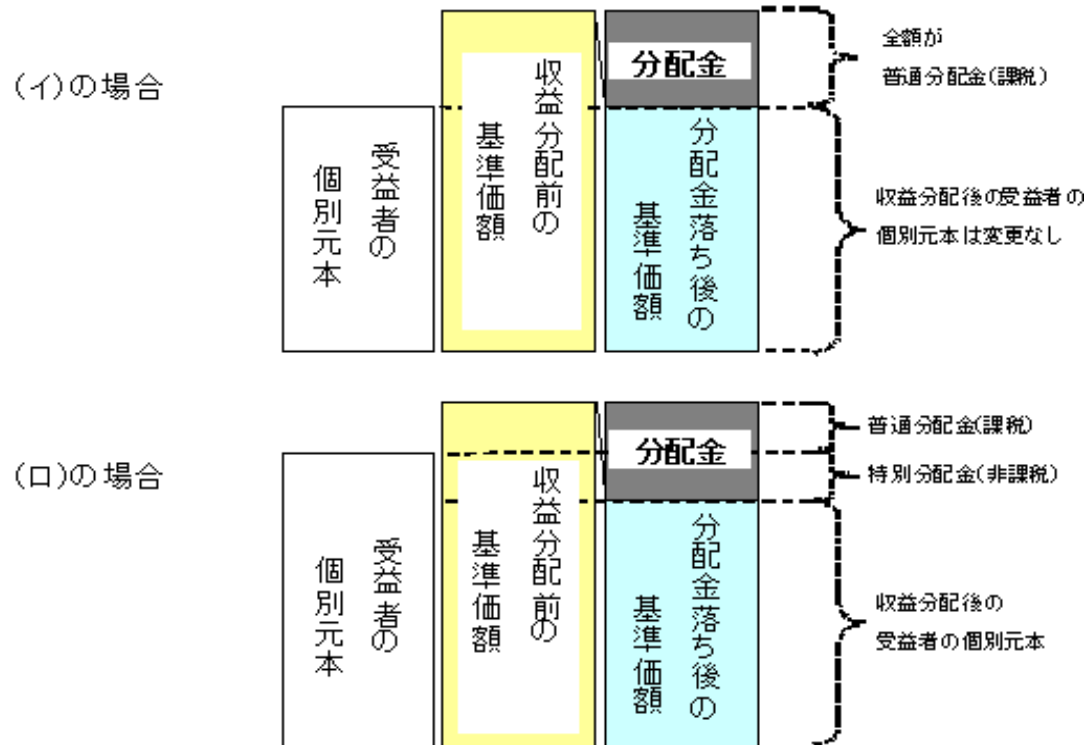 (イ)の場合
受益者の
個別元本
収益分配前の
基準価額
分配金
分配金落ち後の
基準価額
全額が
普通分配金(課税)
収益分配後の受益者の
個別元本は変更なし
(ロ)の場合
受益者の
個別元本
収益分配前の
基準価額
分配金
分配金落ち後の
基準価額
普通分配金(課税)
特別分配金(非課税)
収益分配後の
受益者の個別元本